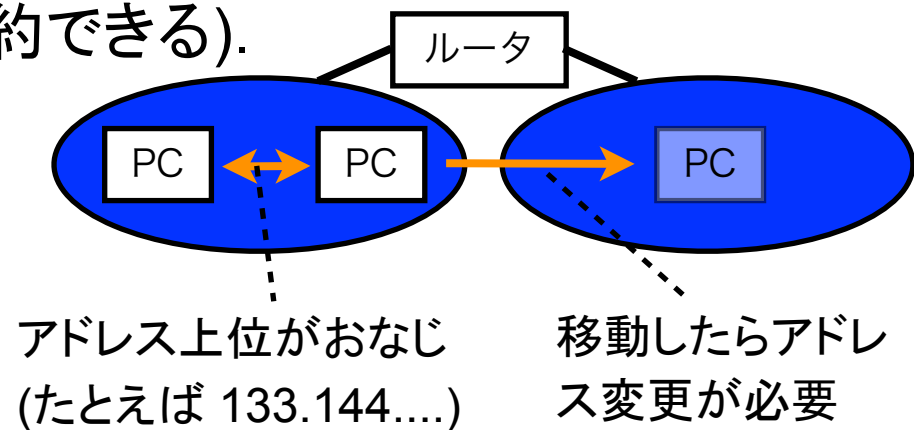 約できる).
ルータ
PC
PC
PC
アドレス上位がおなじ
(たとえば 133.144....)
移動したらアドレ
ス変更が必要